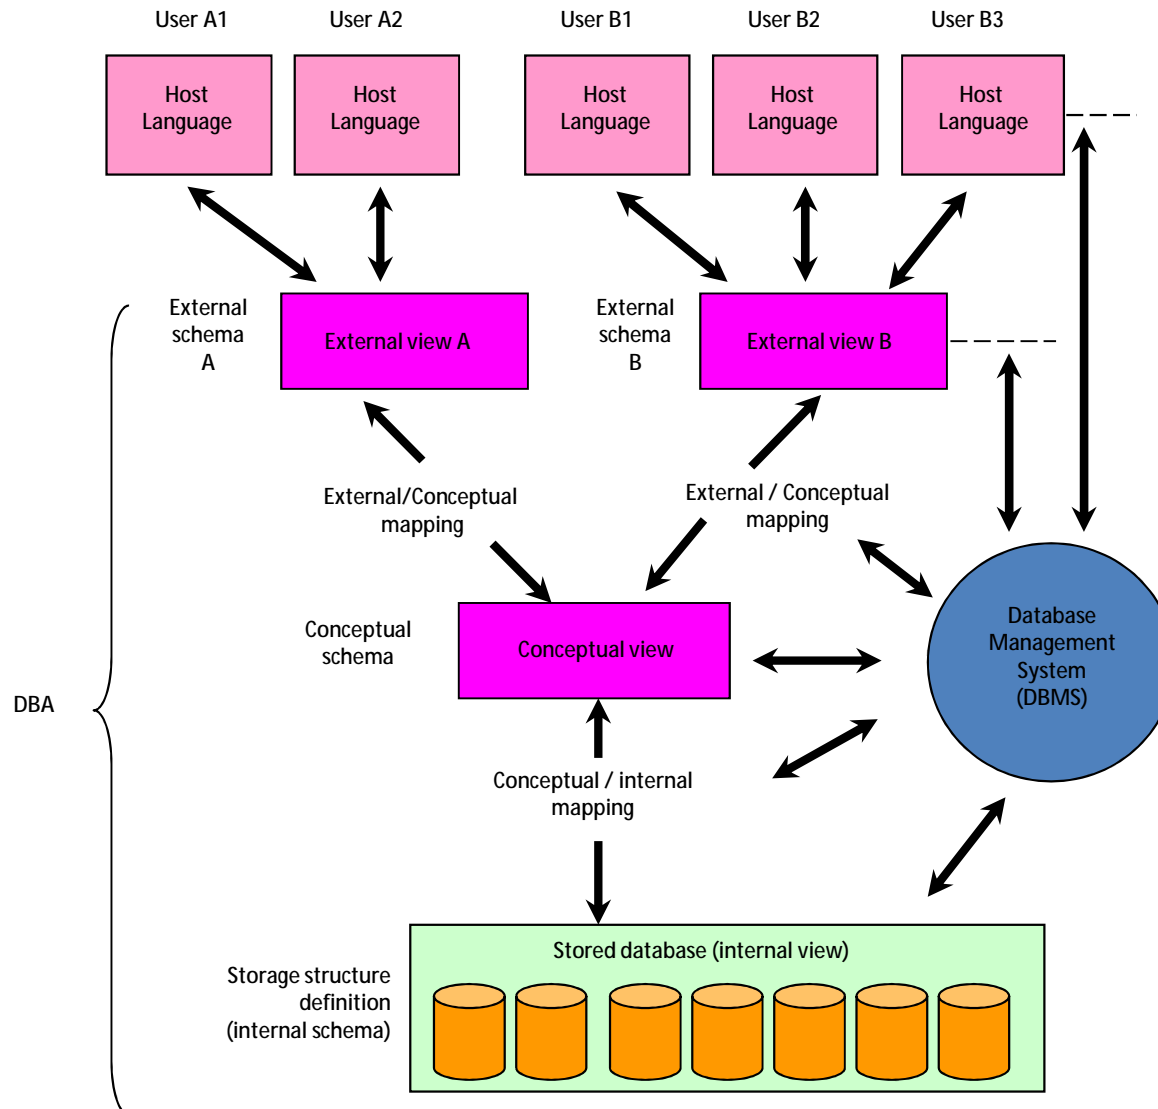 User A1
User A2
User B1
User B2
User B3
Host
Language
Host
Language
Host
Language
Host
Language
Host
Language
External
schema
A
External view A
External
schema
B
External view B
External/Conceptual
mapping
External / Conceptual
mapping
Conceptual
schema
Conceptual view
Database
Management
System
(DBMS)
DBA
Conceptual / internal
mapping
Stored database (internal view)
Storage structure
definition
(internal schema)